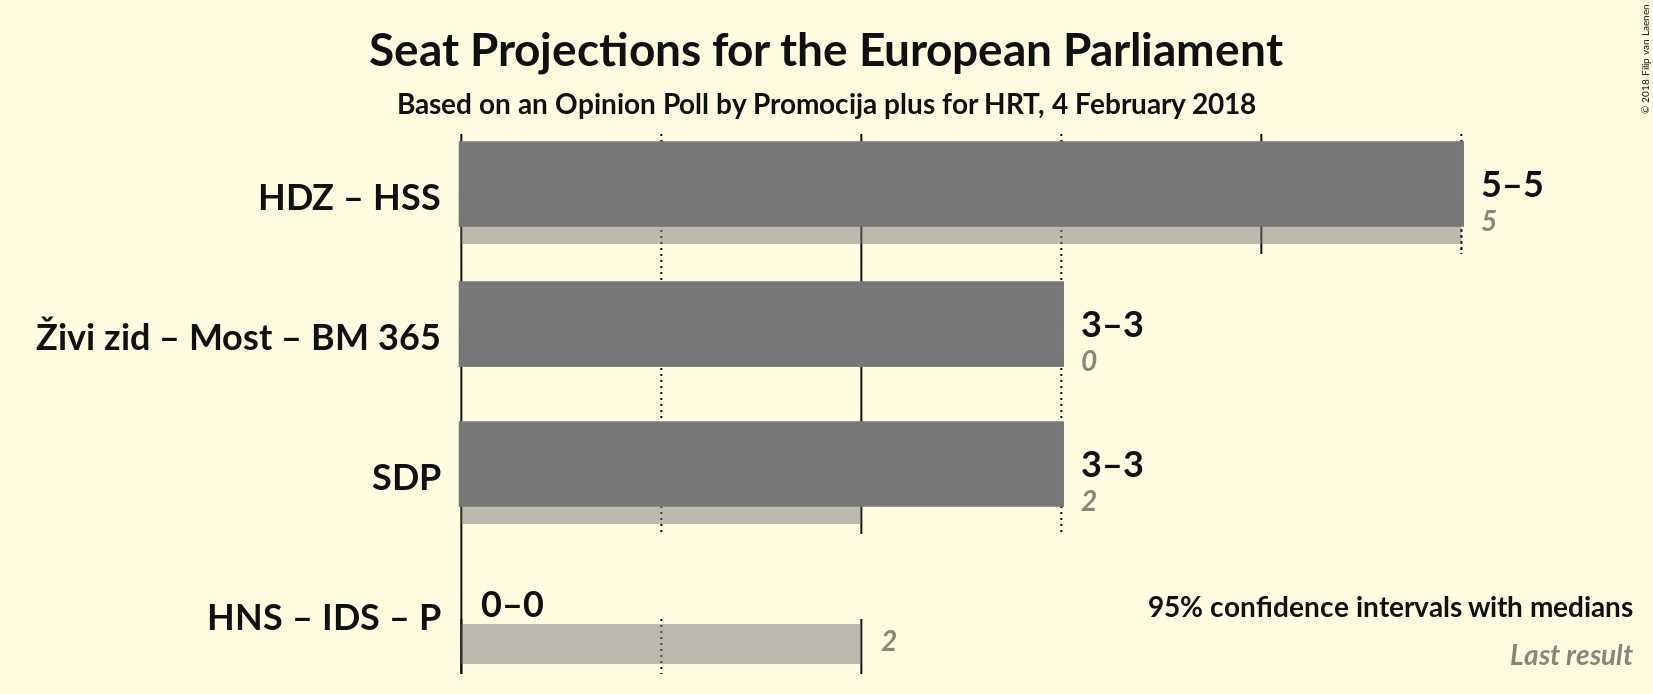 Seat Projections for the European Parliament
Based on an Opinion Poll by Promocija plus for HRT, 4 February 2018
© 2018 Filip van Laenen
HDZ – HSS
5–5
5
Živi zid – Most – BM 365
3–3
0
SDP
3–3
2
HNS – IDS – P
0–0
2
95% confidence intervals with medians
Last result